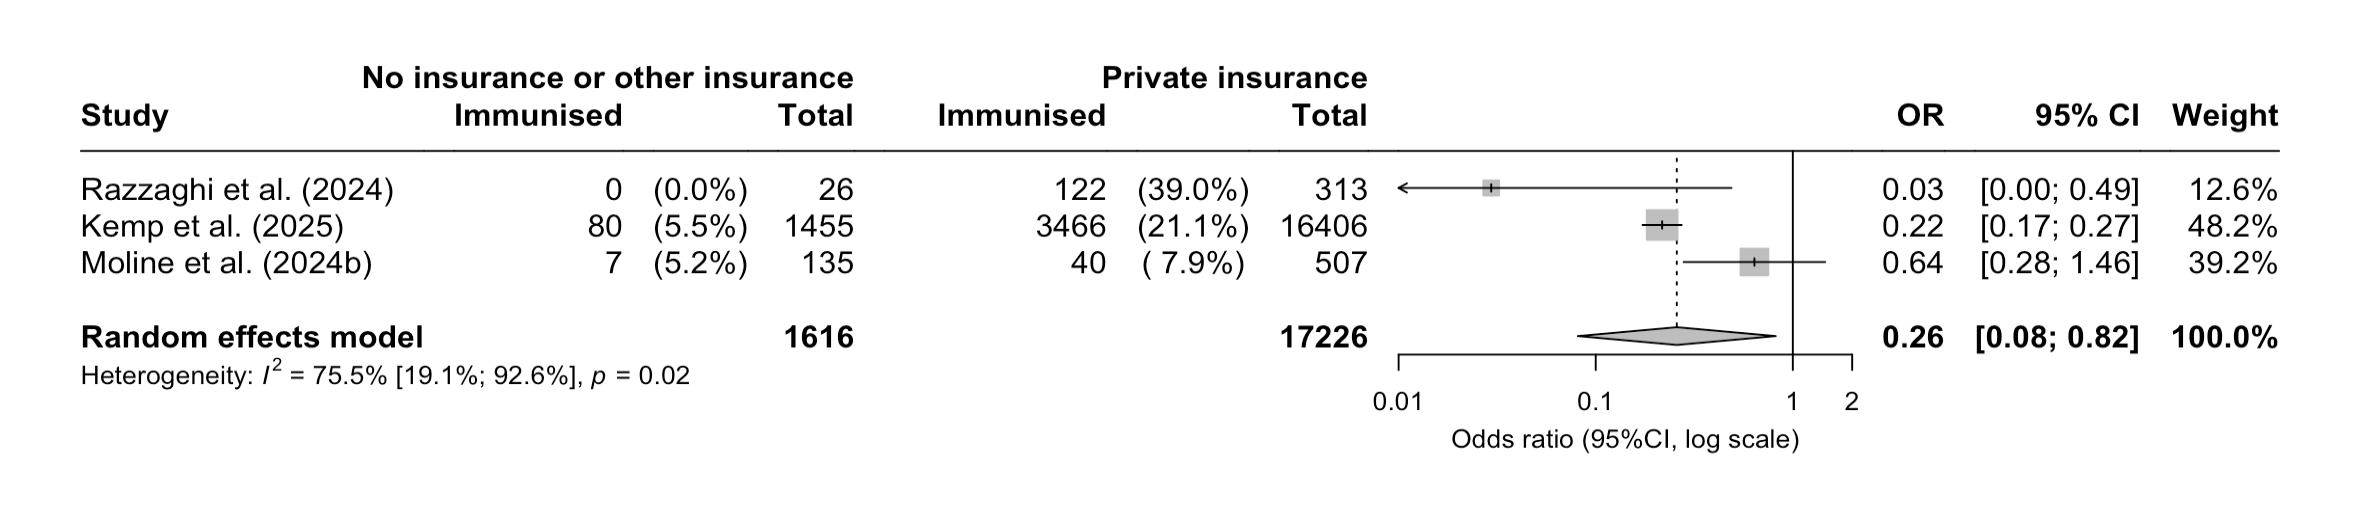 No insurance or other insurance Private insurance
Study Immunised Total Immunised Total OR 95% CI Weight
Razzaghi et al. (2024) 0 (0.0%) 26 122 (39.0%) 313 0.03 [0.00; 0.49] 12.6%
Kemp et al. (2025) 80 (5.5%) 1455 3466 (21.1%) 16406 0.22 [0.17; 0.27] 48.2%
Moline et al. (2024b) 7 (5.2%) 135 40 ( 7.9%) 507 0.64 [0.28; 1.46] 39.2%
Random effects model 1616 17226 0.26 [0.08; 0.82] 100.0%
Heterogeneity: I² = 75.5% [19.1%; 92.6%], p = 0.02
0.01 0.1 1 2
Odds ratio (95%CI, log scale)